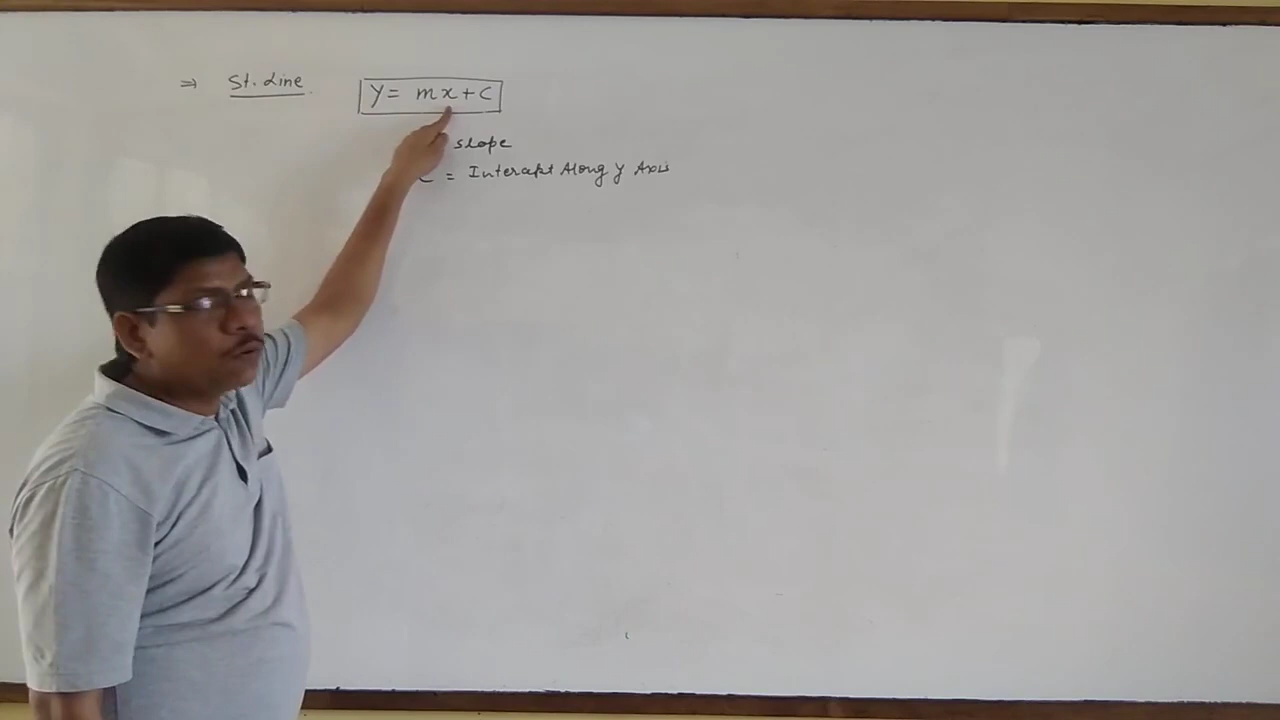 ⇒ St. Line y = mx + c
slope
c = Intercept Along y Axis